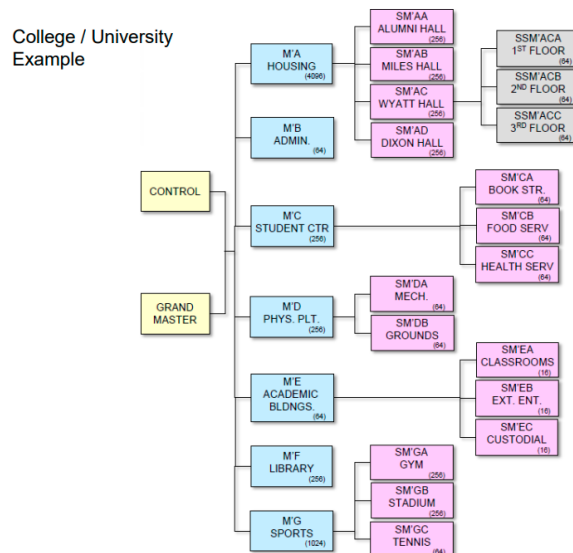 College / University
Example
CONTROL
GRAND
MASTER
M'A
HOUSING
(4096)
M'B
ADMIN.
(64)
M'C
STUDENT CTR
(256)
M'D
PHYS. PLT.
(256)
M'E
ACADEMIC
BLDNGS.
(64)
M'F
LIBRARY
(256)
M'G
SPORTS
(1024)
SM'AA
ALUMNI HALL
(256)
SM'AB
MILES HALL
(256)
SM'AC
WYATT HALL
(256)
SM'AD
DIXON HALL
(256)
SSM'ACA
1ST FLOOR
(64)
SSM'ACB
2ND FLOOR
(64)
SSM'ACC
3RD FLOOR
(64)
SM'CA
BOOK STR.
(64)
SM'CB
FOOD SERV
(64)
SM'CC
HEALTH SERV
(64)
SM'DA
MECH.
(64)
SM'DB
GROUNDS
(64)
SM'EA
CLASSROOMS
(16)
SM'EB
EXT. ENT.
(16)
SM'EC
CUSTODIAL
(16)
SM'GA
GYM
(256)
SM'GB
STADIUM
(256)
SM'GC
TENNIS
(64)